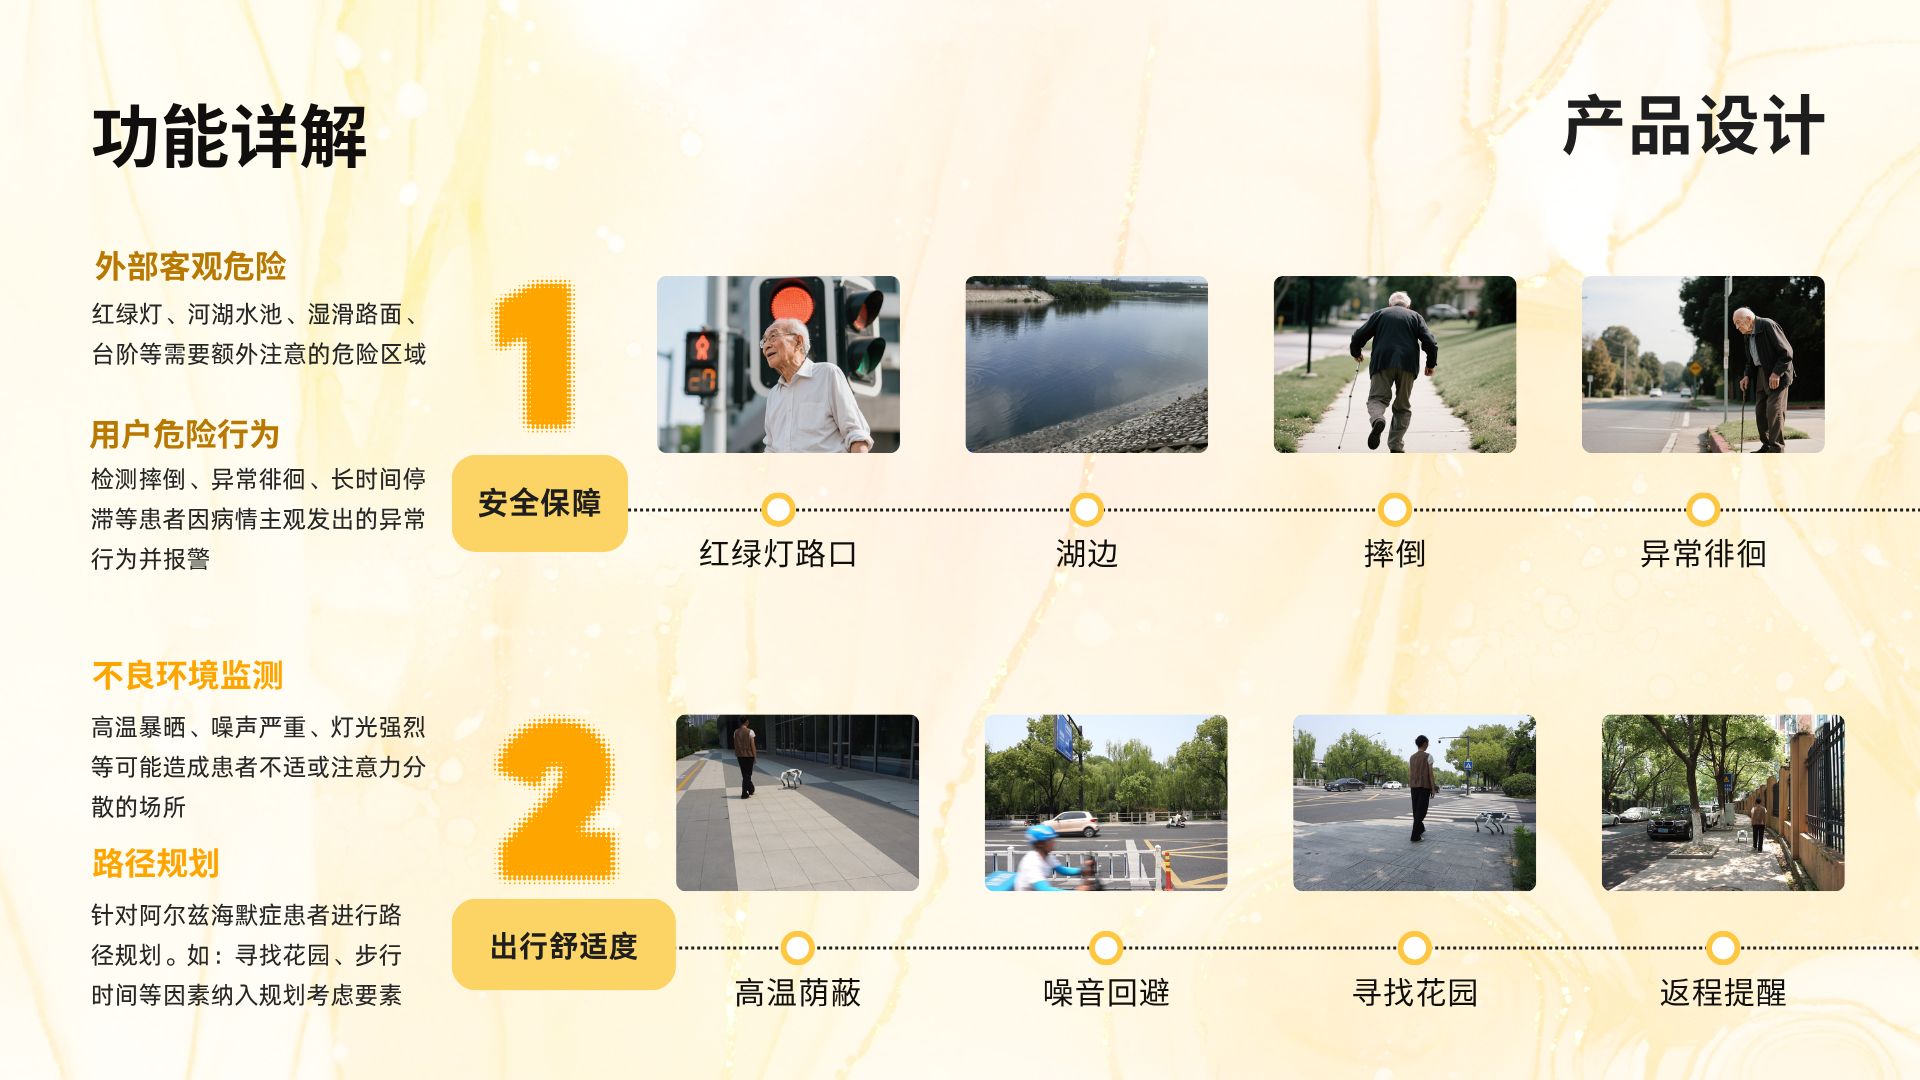 功能详解
产品设计
外部客观危险
红绿灯、河湖水池、湿滑路面、
台阶等需要额外注意的危险区域
用户危险行为
检测摔倒、异常徘徊、长时间停
滞等患者因病情主观发出的异常
行为并报警
1
安全保障
红绿灯路口
湖边
摔倒
异常徘徊
不良环境监测
高温暴晒、噪声严重、灯光强烈
等可能造成患者不适或注意力分
散的场所
路径规划
针对阿尔兹海默症患者进行路
径规划。如：寻找花园、步行
时间等因素纳入规划考虑要素
2
出行舒适度
高温荫蔽
噪音回避
寻找花园
返程提醒